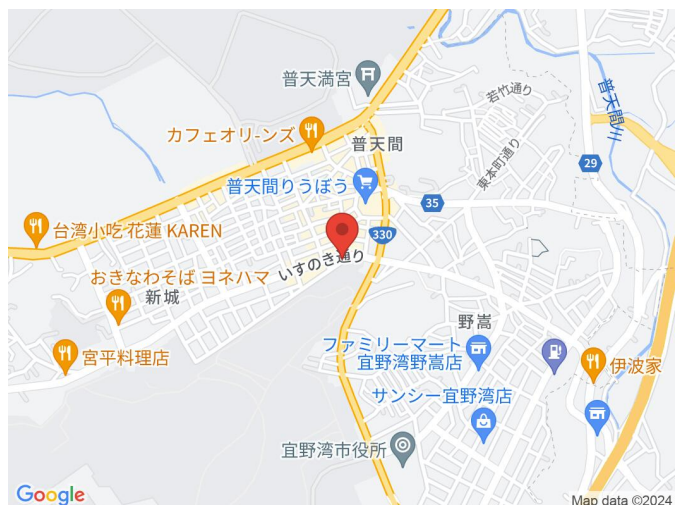 普天満宮
若竹通り
普天間川
カフェオリーンズ
普天間
東本町通り
29
普天間りうぼう
35
台湾小吃 花蓮 KAREN
330
いすのき通り
おきなわそば ヨネハマ
新城
野嵩
ファミリーマート
宜野湾野嵩店
宮平料理店
伊波家
サンシー宜野湾店
宜野湾市役所
Google
Map data ©2024